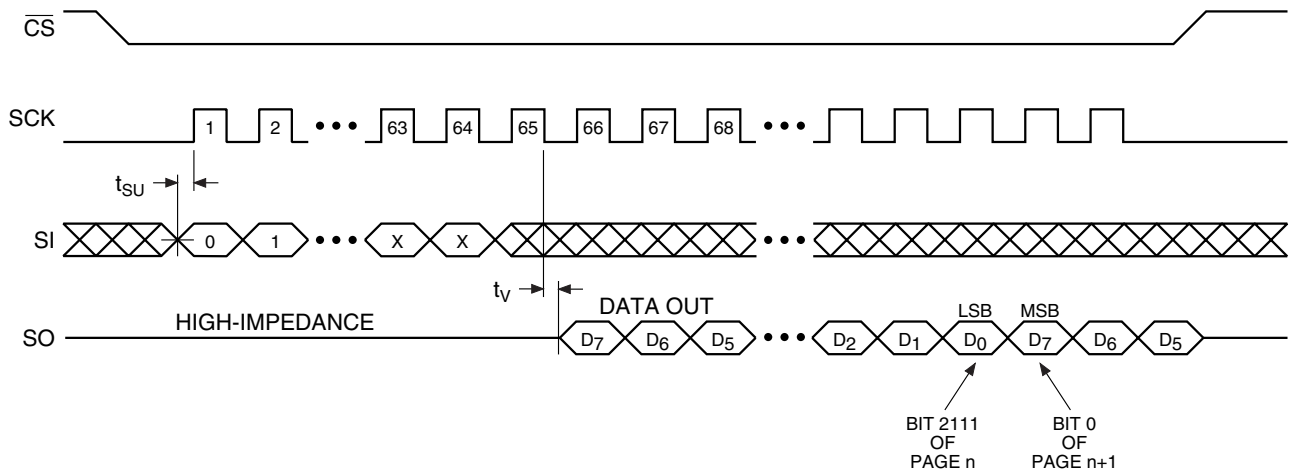 CS
SCK
1 2 ••• 63 64 65 66 67 68 •••
tSU
SI
0 1 ••• X X •••
tV
DATA OUT
HIGH-IMPEDANCE
LSB MSB
SO
D7 D6 D5 ••• D2 D1 D0 D7 D6 D5
BIT 2111
OF
PAGE n
BIT 0
OF
PAGE n+1